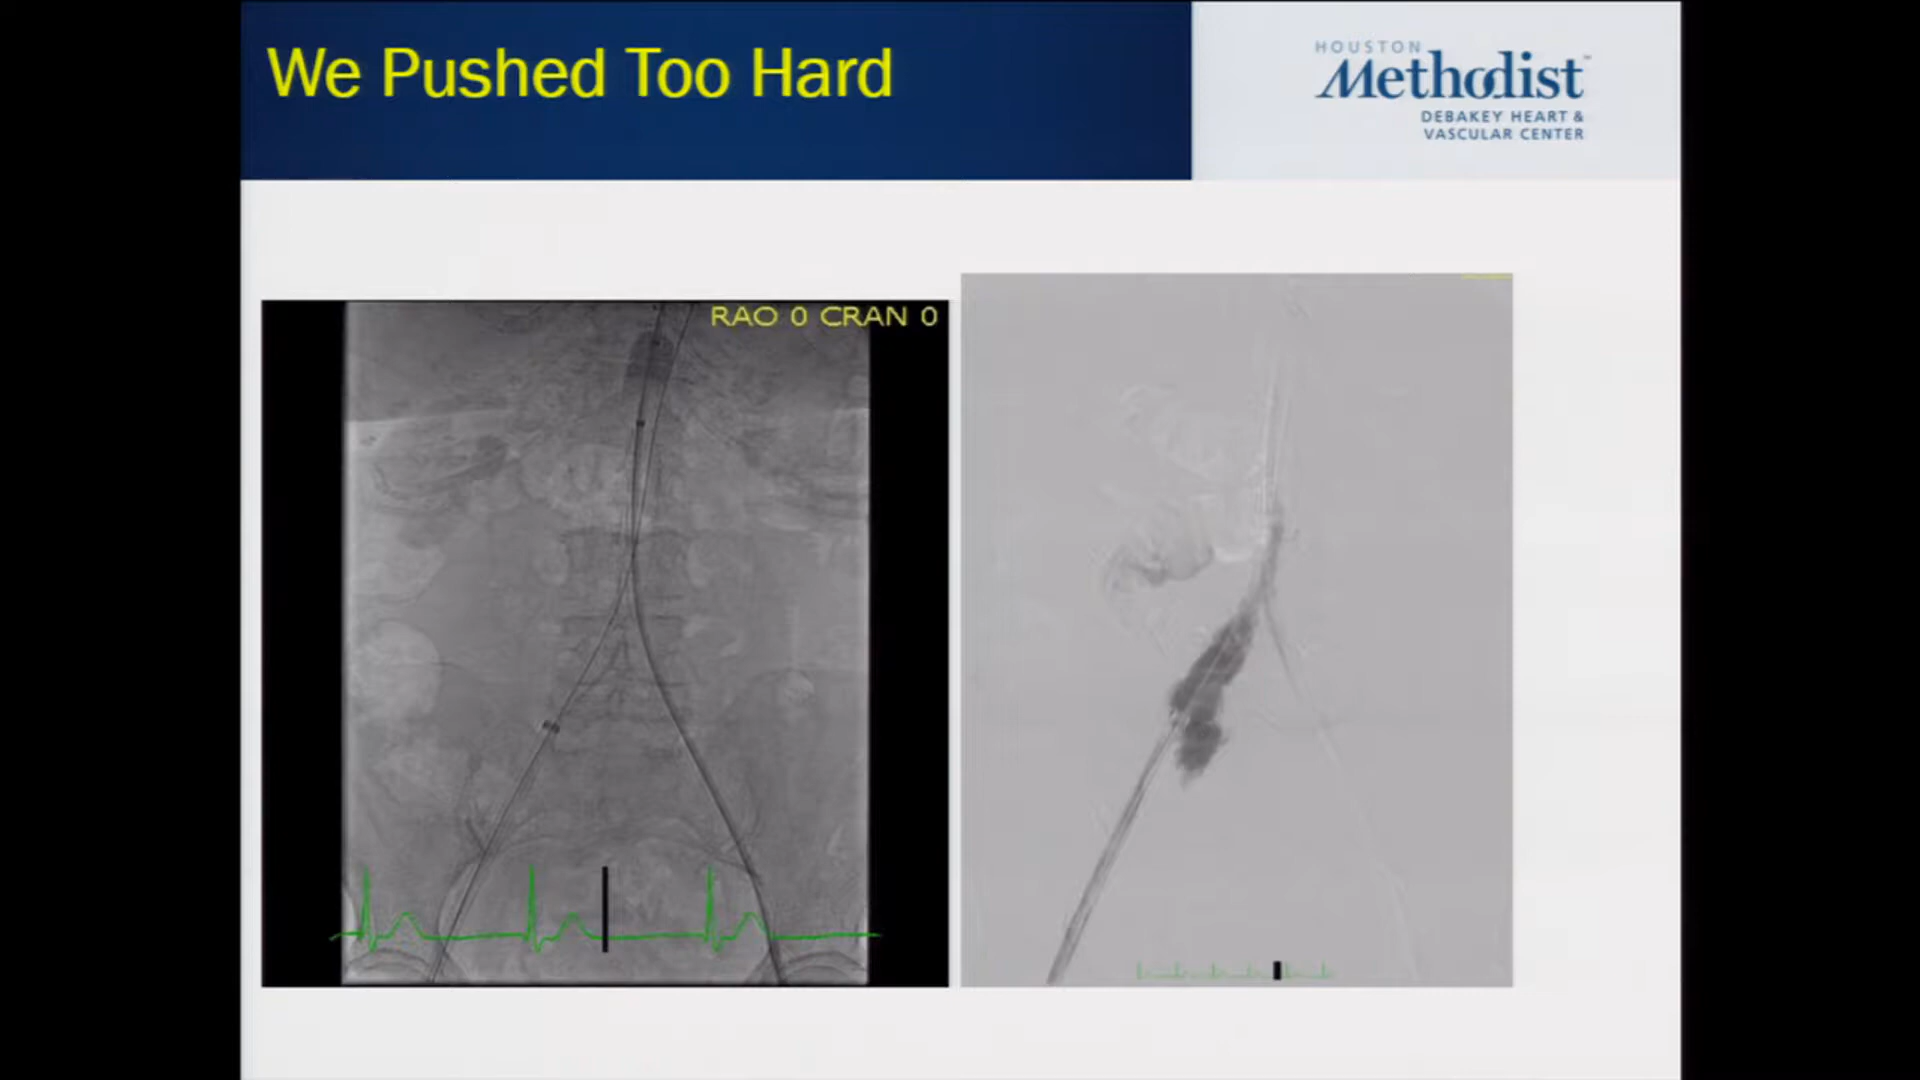 We Pushed Too Hard
HOUSTON
Methodist
DEBAKEY HEART &
VASCULAR CENTER
RAO 0 CRAN 0